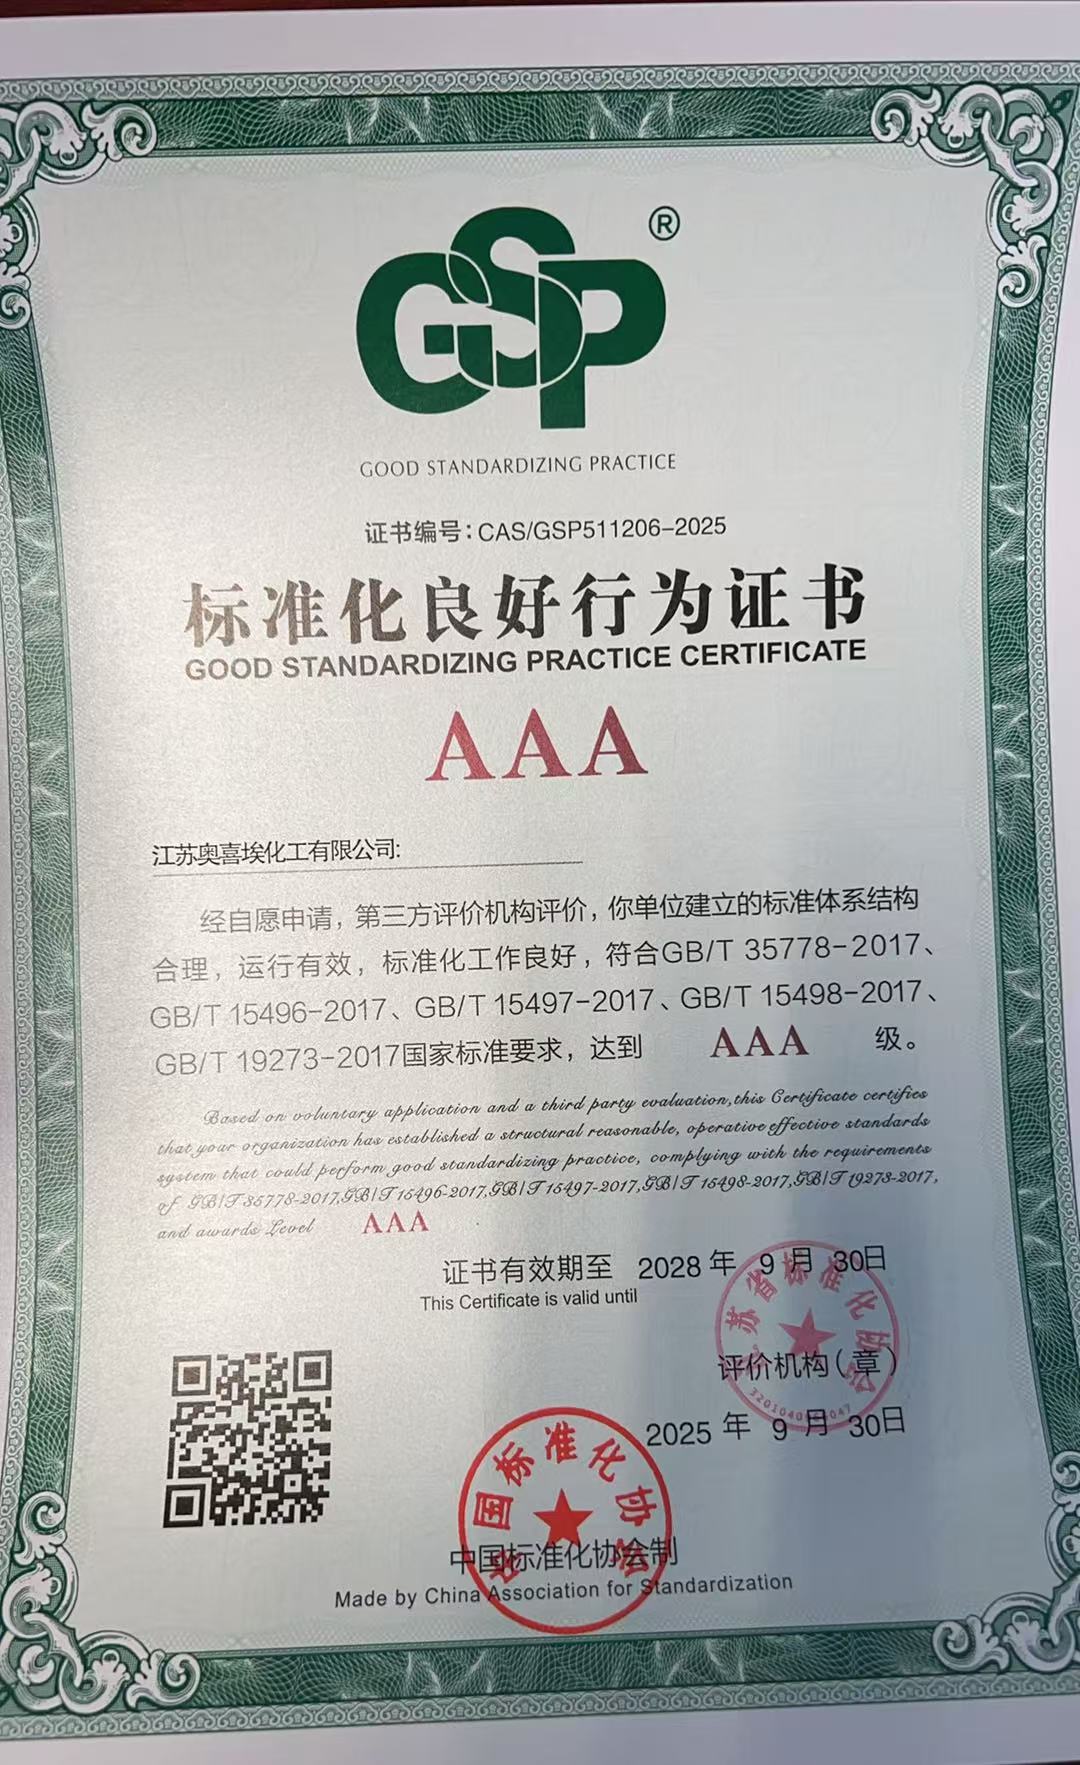 GSP®
GOOD STANDARDIZING PRACTICE
证书编号：CAS/GSP511206-2025
标准化良好行为证书
GOOD STANDARDIZING PRACTICE CERTIFICATE
AAA
江苏奥喜埃化工有限公司:
经自愿申请，第三方评价机构评价，你单位建立的标准体系结构
合理，运行有效，标准化工作良好，符合GB/T 35778-2017、
GB/T 15496-2017、GB/T 15497-2017、GB/T 15498-2017、
GB/T 19273-2017国家标准要求，达到 AAA 级。
Based on voluntary application and a third party evaluation,this Certificate certifies
that your organization has established a structural reasonable, operative effective standards
system that could perform good standardizing practice, complying with the requirements
of GB/T 35778-2017,GB/T 15496-2017,GB/T 15497-2017,GB/T 15498-2017,GB/T 19273-2017,
and awards Level AAA
证书有效期至 2028 年 9 月 30日
This Certificate is valid until
苏省标准化协会
评价机构（章）
2025 年 9 月 30日
中国标准化协会
中国标准化协会制
Made by China Association for Standardization